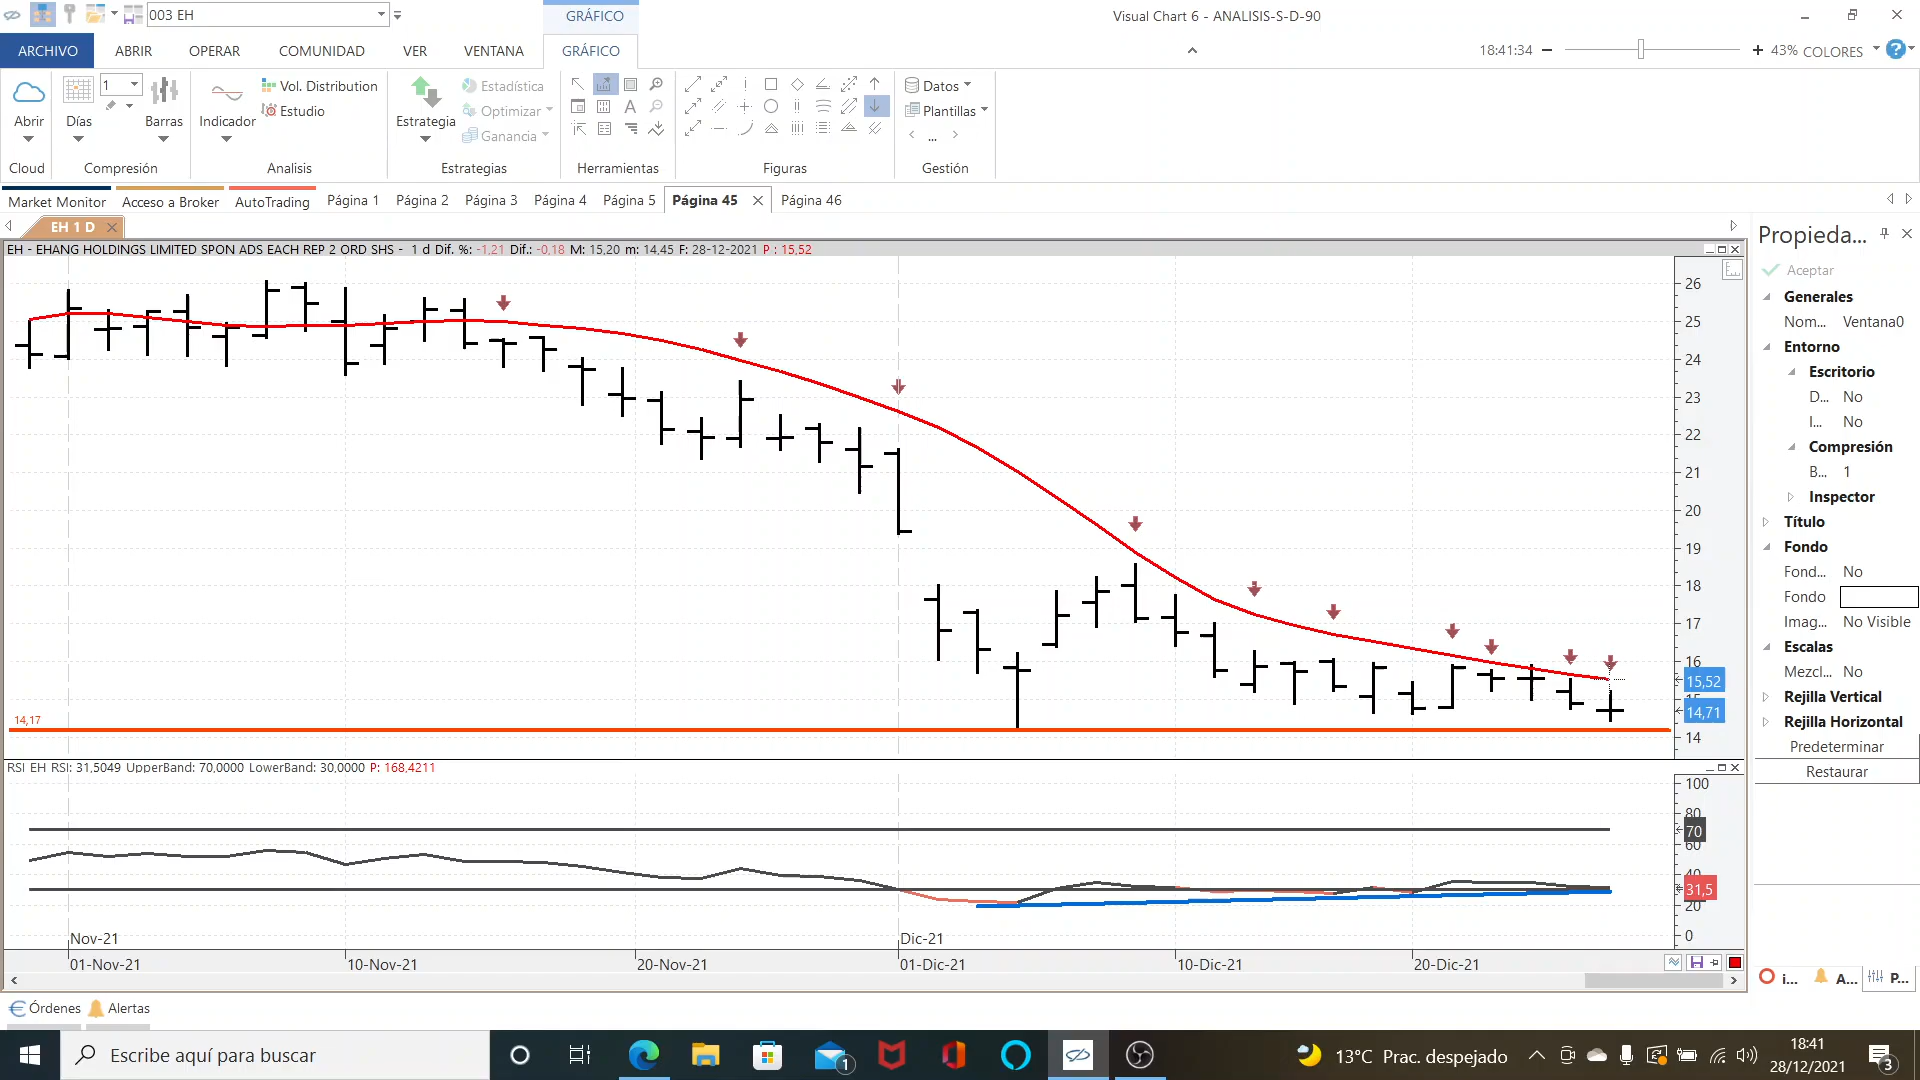 003 EH
GRÁFICO
Visual Chart 6 - ANALISIS-S-D-90
ARCHIVO
ABRIR
OPERAR
COMUNIDAD
VER
VENTANA
GRÁFICO
18:41:34
43%
COLORES
Abrir
Cloud
1
Días
Barras
Compresión
Indicador
Vol. Distribution
Estudio
Analisis
Estrategia
Estadística
Optimizar
Ganancia
Estrategias
Herramientas
Figuras
Datos
Plantillas
...
Gestión
Market Monitor
Acceso a Broker
AutoTrading
Página 1
Página 2
Página 3
Página 4
Página 5
Página 45
Página 46
EH 1 D
EH - EHANG HOLDINGS LIMITED SPON ADS EACH REP 2 ORD SHS - 1 d Dif. %: -1,21 Dif.: -0,18 M: 15,20 m: 14,45 F: 28-12-2021 P : 15,52
26
25
24
23
22
21
20
19
18
17
16
15,52
14,71
14
14,17
RSI EH RSI: 31,5049 UpperBand: 70,0000 LowerBand: 30,0000 P: 168,4211
100
80
70
60
40
31,5
20
0
Nov-21
Dic-21
01-Nov-21
10-Nov-21
20-Nov-21
01-Dic-21
10-Dic-21
20-Dic-21
Propieda...
Aceptar
Generales
Nom... Ventana0
Entorno
Escritorio
D... No
I... No
Compresión
B... 1
Inspector
Título
Fondo
Fond... No
Fondo
Imag... No Visible
Escalas
Mezcl... No
Rejilla Vertical
Rejilla Horizontal
Predeterminar
Restaurar
i...
A...
P...
Órdenes
Alertas
Escribe aquí para buscar
1
13°C Prac. despejado
18:41
28/12/2021
3